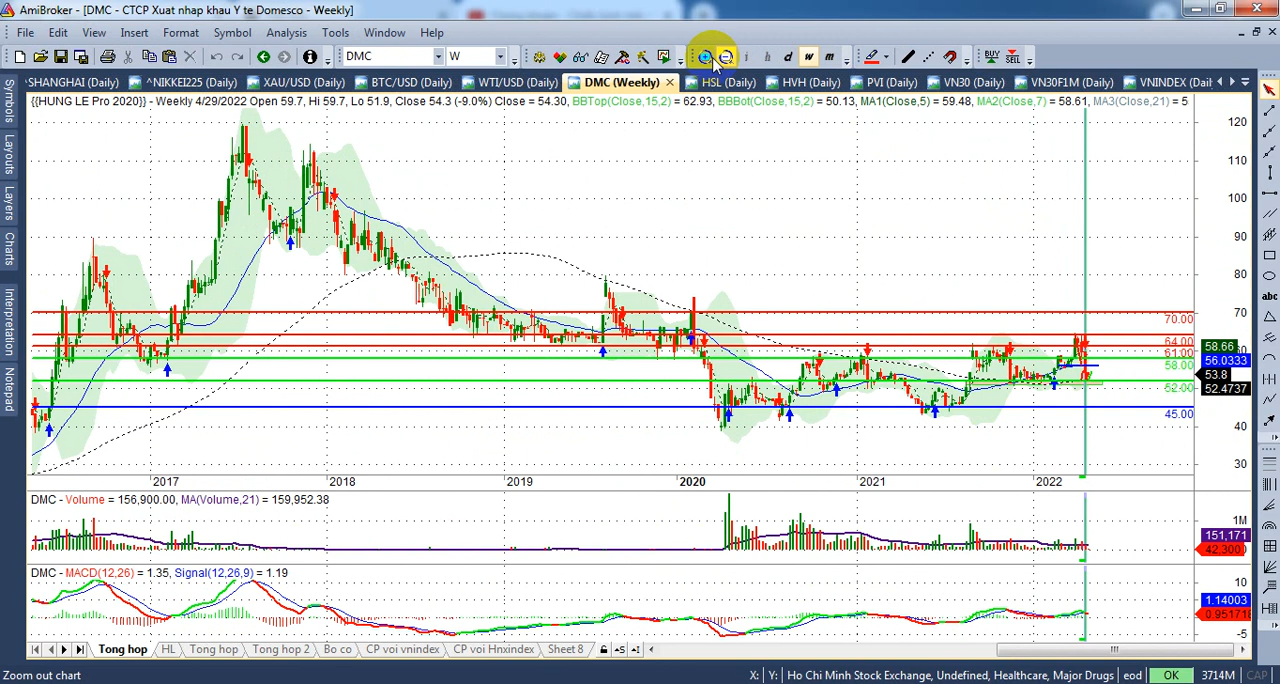 AmiBroker - [DMC - CTCP Xuat nhap khau Y te Domesco - Weekly]
File Edit View Insert Format Symbol Analysis Tools Window Help
DMC W i h d w m BUY SELL
SHANGHAI (Daily) ^NIKKEI225 (Daily) XAU/USD (Daily) BTC/USD (Daily) WTI/USD (Daily) DMC (Weekly) HSL (Daily) HVH (Daily) PVI (Daily) VN30 (Daily) VN30F1M (Daily) VNINDEX (Daily
{{HUNG LE Pro 2020}} - Weekly 4/29/2022 Open 59.7, Hi 59.7, Lo 51.9, Close 54.3 (-9.0%) Close = 54.30, BBTop(Close,15,2) = 62.93, BBBot(Close,15,2) = 50.13, MA1(Close,5) = 59.48, MA2(Close,7) = 58.61, MA3(Close,21) = 5
Symbols
Layouts
Layers
Charts
Interpretation
Notepad
abc
120
110
100
90
80
70
60
40
30
70.00
64.00
61.00
58.00
52.00
45.00
58.66
56.0333
53.8
52.4737
2017 2018 2019 2020 2021 2022
DMC - Volume = 156,900.00, MA(Volume,21) = 159,952.38
1M
151,171
42,300
DMC - MACD(12,26) = 1.35, Signal(12,26,9) = 1.19
10
1.14003
0.95171
-5
Tong hop HL Tong hop Tong hop 2 Bo co CP voi vnindex CP voi Hnxindex Sheet 8
Zoom out chart X: Y: Ho Chi Minh Stock Exchange, Undefined, Healthcare, Major Drugs eod OK 3714M CAP